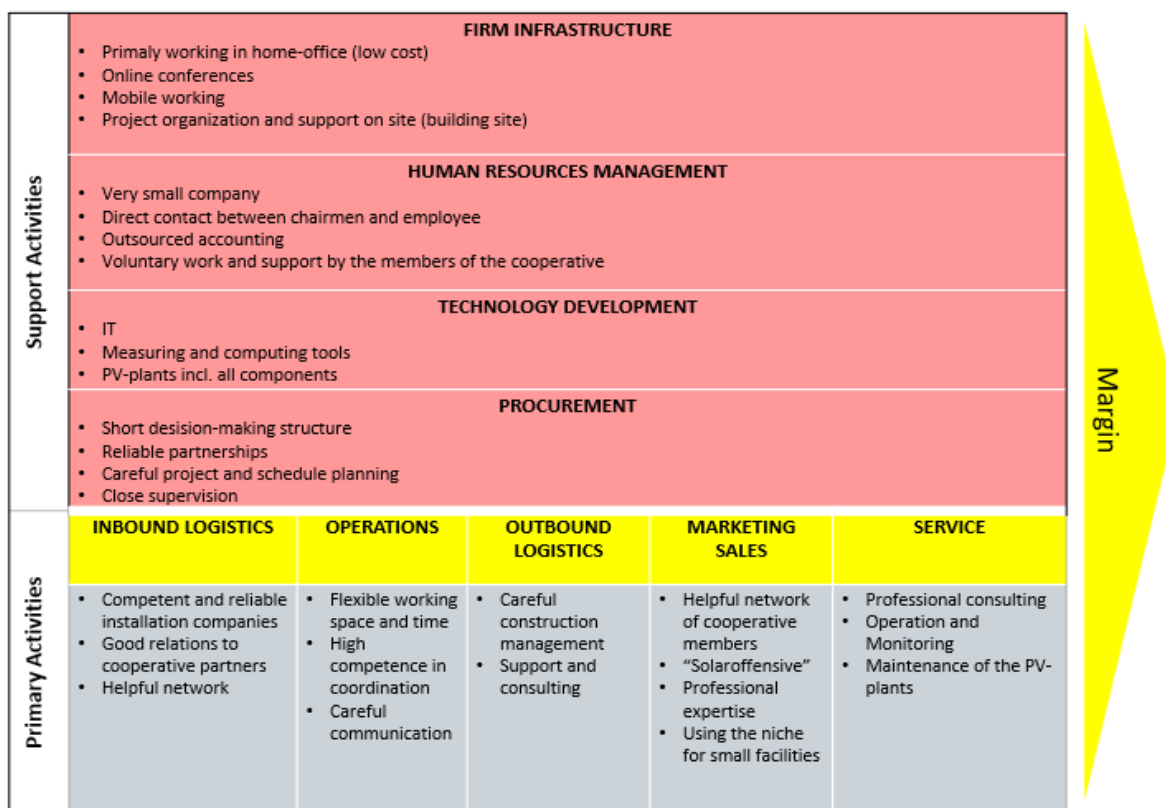 FIRM INFRASTRUCTURE
• Primaly working in home-office (low cost)
• Online conferences
• Mobile working
• Project organization and support on site (building site)
HUMAN RESOURCES MANAGEMENT
• Very small company
• Direct contact between chairmen and employee
• Outsourced accounting
• Voluntary work and support by the members of the cooperative
TECHNOLOGY DEVELOPMENT
• IT
• Measuring and computing tools
• PV-plants incl. all components
PROCUREMENT
• Short desision-making structure
• Reliable partnerships
• Careful project and schedule planning
• Close supervision
Support Activities
INBOUND LOGISTICS
• Competent and reliable
installation companies
• Good relations to
cooperative partners
• Helpful network
OPERATIONS
• Flexible working
space and time
• High
competence in
coordination
• Careful
communication
OUTBOUND
LOGISTICS
• Careful
construction
management
• Support and
consulting
MARKETING
SALES
• Helpful network
of cooperative
members
• “Solaroffensive”
• Professional
expertise
• Using the niche
for small facilities
SERVICE
• Professional consulting
• Operation and
Monitoring
• Maintenance of the PV-
plants
Primary Activities
Margin